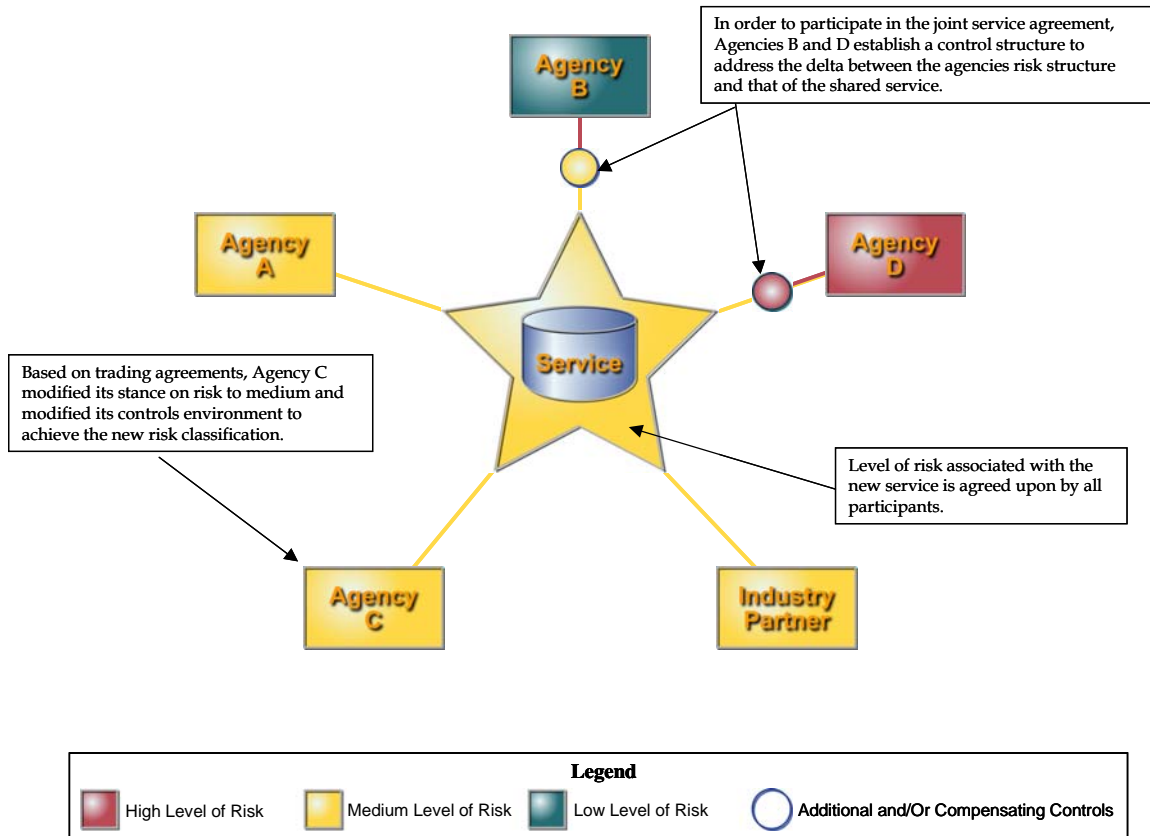 In order to participate in the joint service agreement,
Agencies B and D establish a control structure to
address the delta between the agencies risk structure
and that of the shared service.
Agency
B
Agency
A
Agency
D
Service
Based on trading agreements, Agency C
modified its stance on risk to medium and
modified its controls environment to
achieve the new risk classification.
Level of risk associated with the
new service is agreed upon by all
participants.
Agency
C
Industry
Partner
Legend
High Level of Risk
Medium Level of Risk
Low Level of Risk
Additional and/Or Compensating Controls